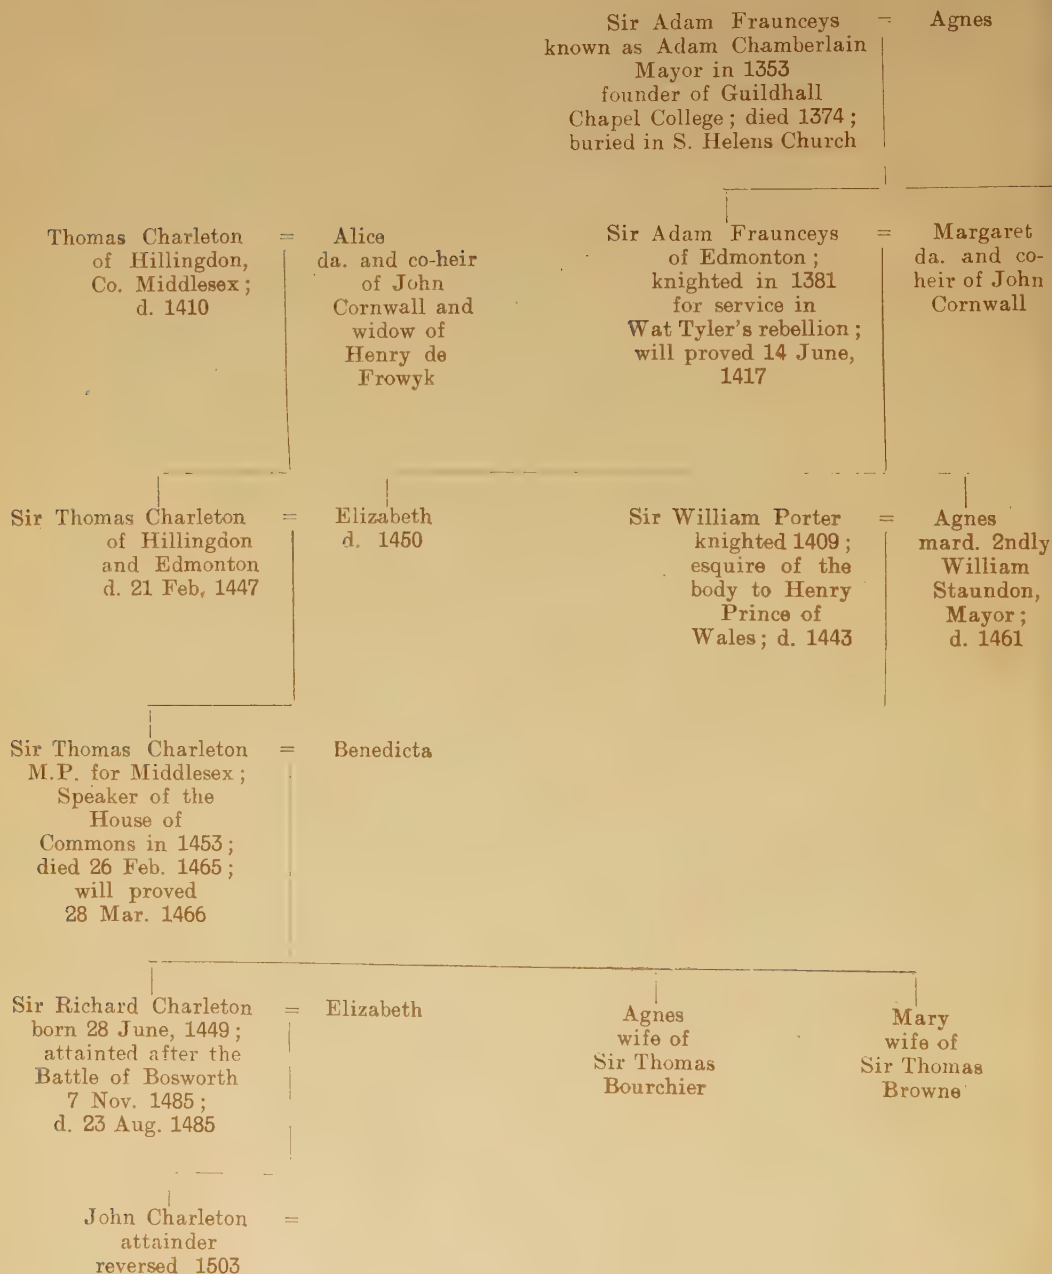 Sir Adam Fraunceys
known as Adam Chamberlain
Mayor in 1353
founder of Guildhall
Chapel College ; died 1374 ;
buried in S. Helens Church
=
Agnes
Thomas Charleton
of Hillingdon,
Co. Middlesex ;
d. 1410
=
Alice
da. and co-heir
of John
Cornwall and
widow of
Henry de
Frowyk
Sir Adam Fraunceys
of Edmonton ;
knighted in 1381
for service in
Wat Tyler's rebellion ;
will proved 14 June,
1417
=
Margaret
da. and co-
heir of John
Cornwall
Sir Thomas Charleton
of Hillingdon
and Edmonton
d. 21 Feb, 1447
=
Elizabeth
d. 1450
Sir William Porter
knighted 1409 ;
esquire of the
body to Henry
Prince of
Wales ; d. 1443
=
Agnes
mard. 2ndly
William
Staundon,
Mayor ;
d. 1461
Sir Thomas Charleton
M.P. for Middlesex ;
Speaker of the
House of
Commons in 1453 ;
died 26 Feb. 1465 ;
will proved
28 Mar. 1466
=
Benedicta
Sir Richard Charleton
born 28 June, 1449 ;
attainted after the
Battle of Bosworth
7 Nov. 1485 ;
d. 23 Aug. 1485
=
Elizabeth
Agnes
wife of
Sir Thomas
Bourchier
Mary
wife of
Sir Thomas
Browne
John Charleton
attainder
reversed 1503
=